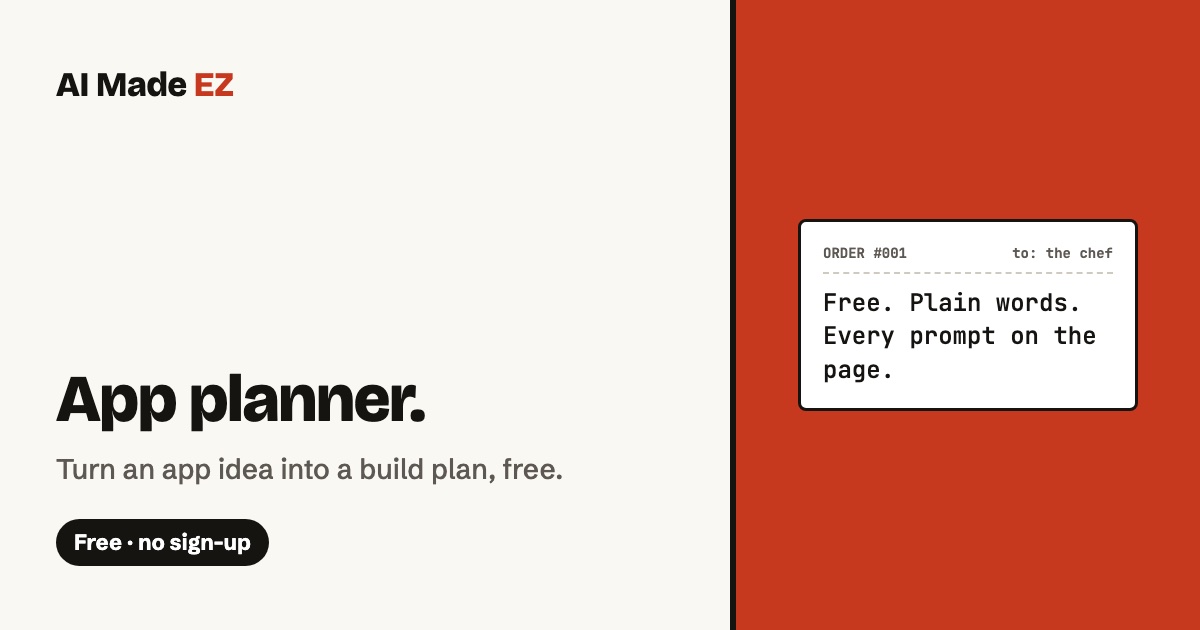 AI Made EZ
App planner.
Turn an app idea into a build plan, free.
Free · no sign-up
ORDER #001 to: the chef
Free. Plain words.
Every prompt on the
page.